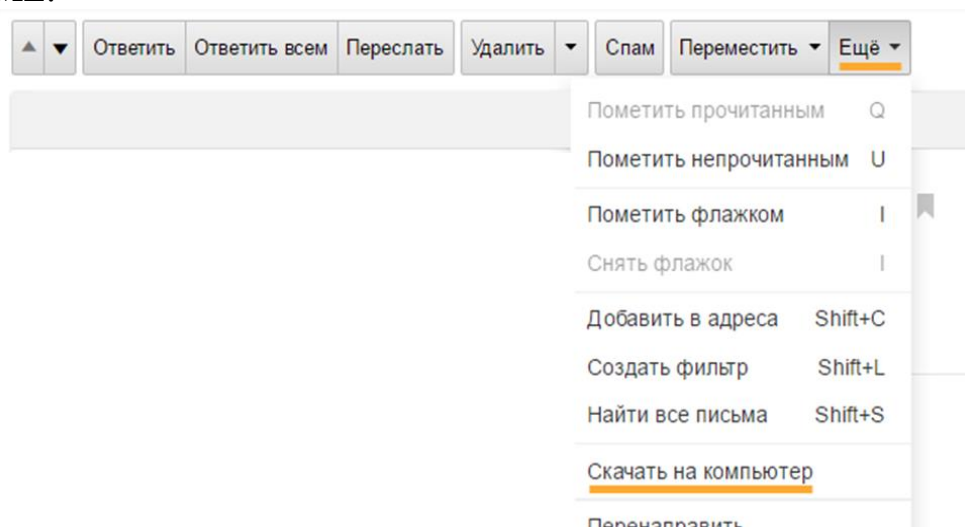 Ответить Ответить всем Переслать Удалить Спам Переместить Ещё
Пометить прочитанным Q
Пометить непрочитанным U
Пометить флажком I
Снять флажок I
Добавить в адреса Shift+C
Создать фильтр Shift+L
Найти все письма Shift+S
Скачать на компьютер
Перенаправить